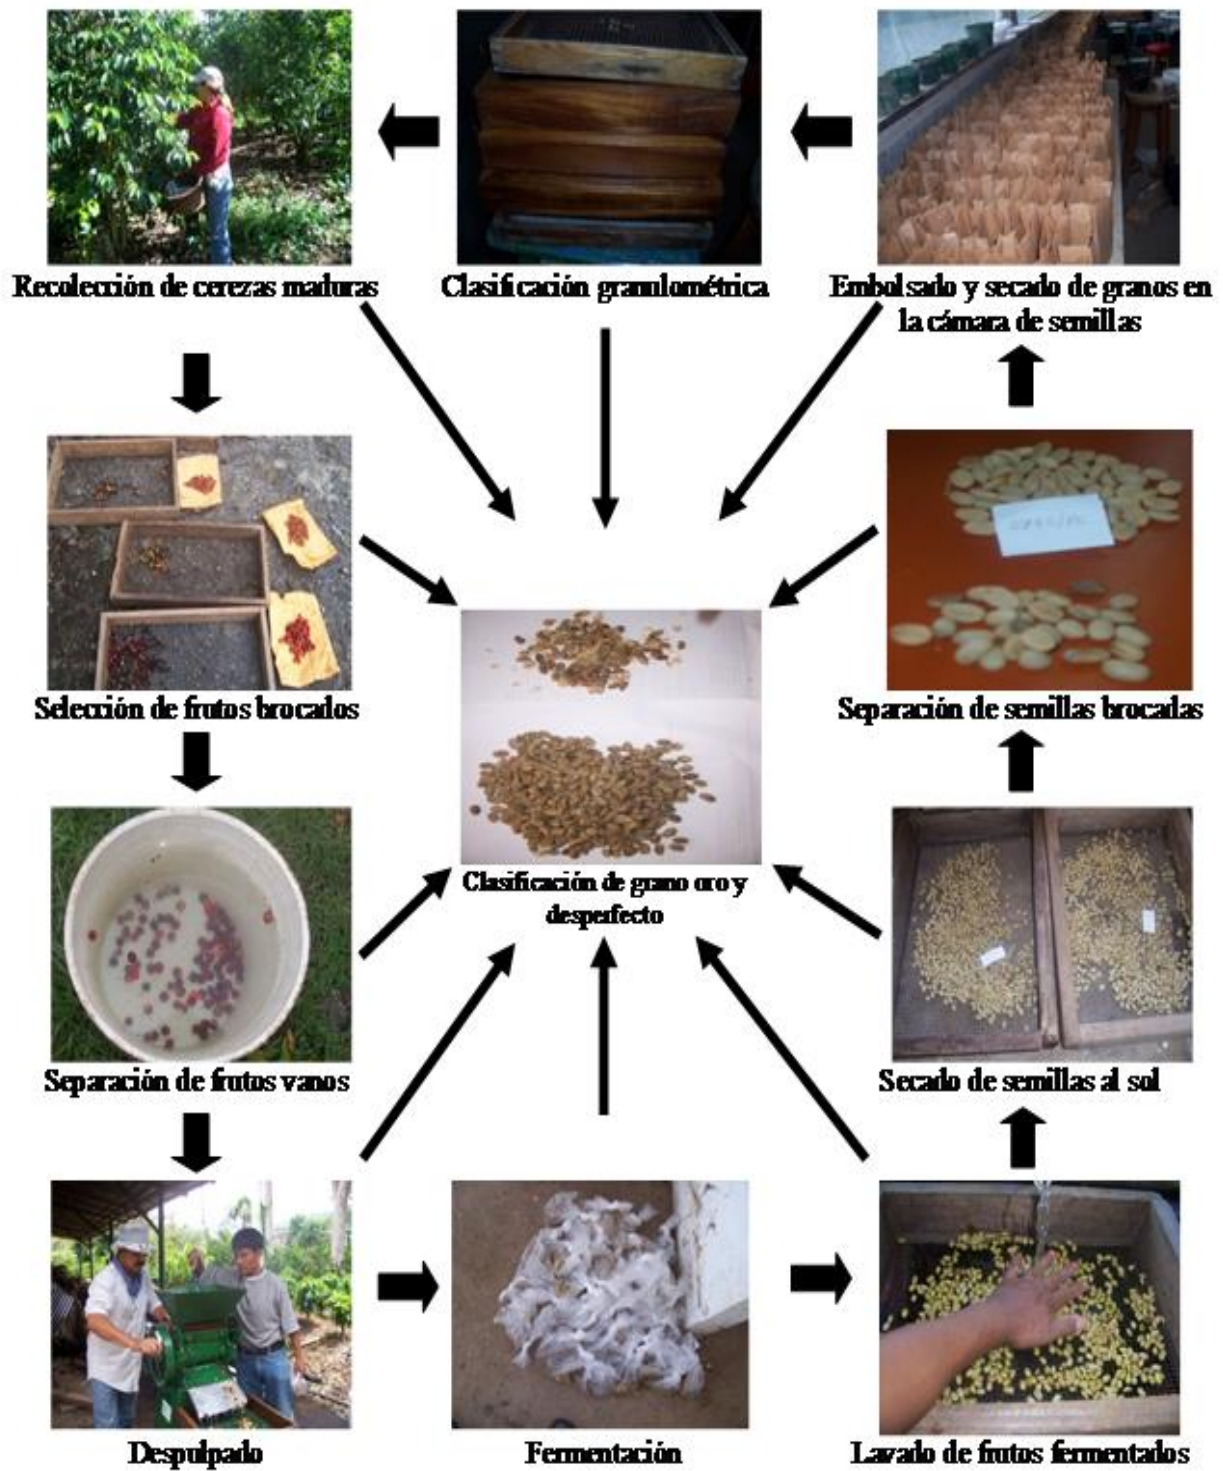 Recolección de cerezas maduras
Clasificación granulométrica
Embolsado y secado de granos en
la cámara de semillas
Selección de frutos brocados
Separación de semillas brocadas
Clasificación de grano oro y
desperfecto
Separación de frutos vanos
Secado de semillas al sol
Despulpado
Fermentación
Lavado de frutos fermentados